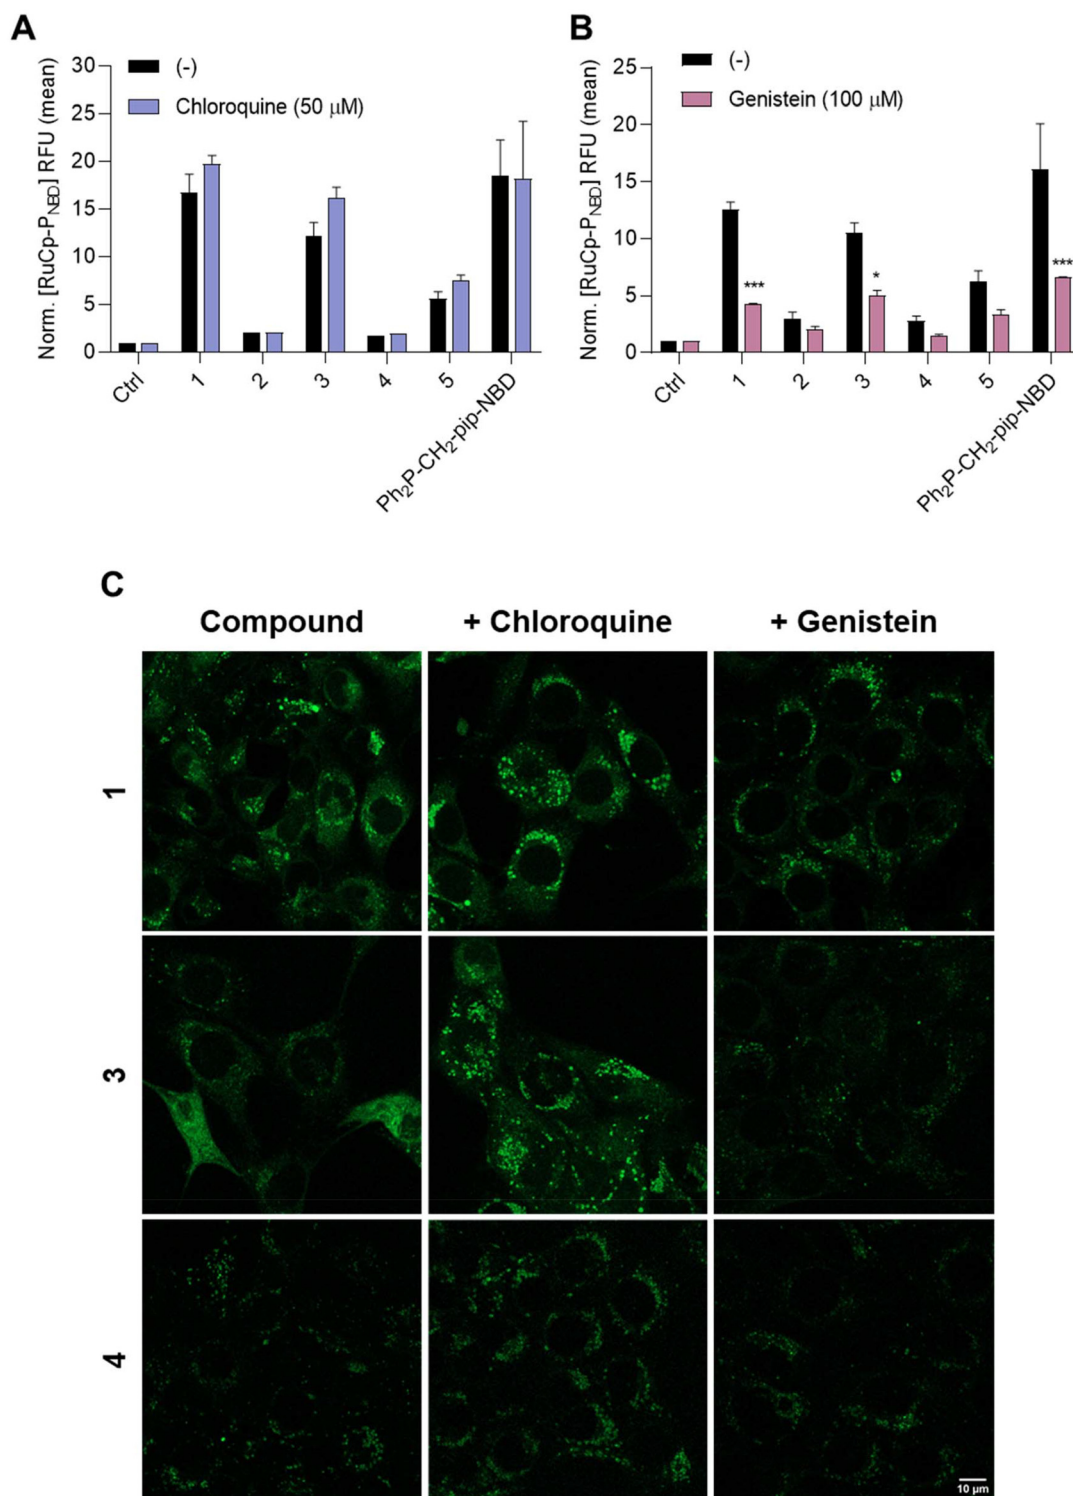 A
Norm. [RuCp-PNBD] RFU (mean)
30
25
20
15
10
5
0
(-)
Chloroquine (50 μM)
Ctrl
1
2
3
4
5
Ph2P-CH2-pip-NBD
B
Norm. [RuCp-PNBD] RFU (mean)
25
20
15
10
5
0
(-)
Genistein (100 μM)
***
*
***
Ctrl
1
2
3
4
5
Ph2P-CH2-pip-NBD
C
Compound
+ Chloroquine
+ Genistein
1
3
4
10 μm